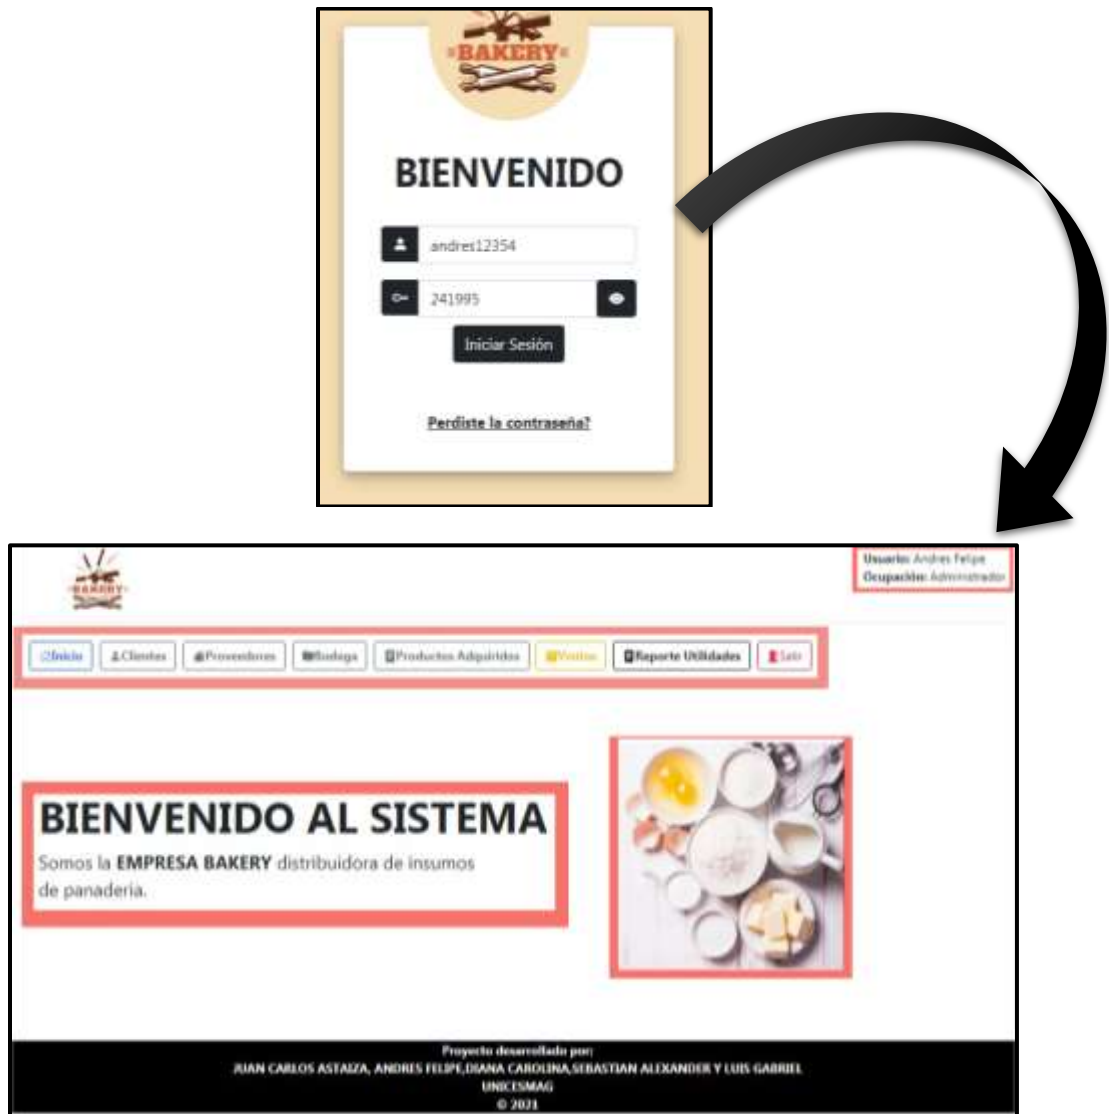 BAKERY
BIENVENIDO
andres12354
241995
Iniciar Sesión
Perdiste la contraseña?
BAKERY
Usuario: Andres Felipe
Ocupación: Administrador
Inicio Clientes Proveedores Bodega Productos Adquiridos Ventas Reporte Utilidades Salir
BIENVENIDO AL SISTEMA
Somos la EMPRESA BAKERY distribuidora de insumos
de panaderia.
Proyecto desarrollado por:
JUAN CARLOS ASTAIZA, ANDRES FELIPE,DIANA CAROLINA,SEBASTIAN ALEXANDER Y LUIS GABRIEL
UNICESMAG
© 2021